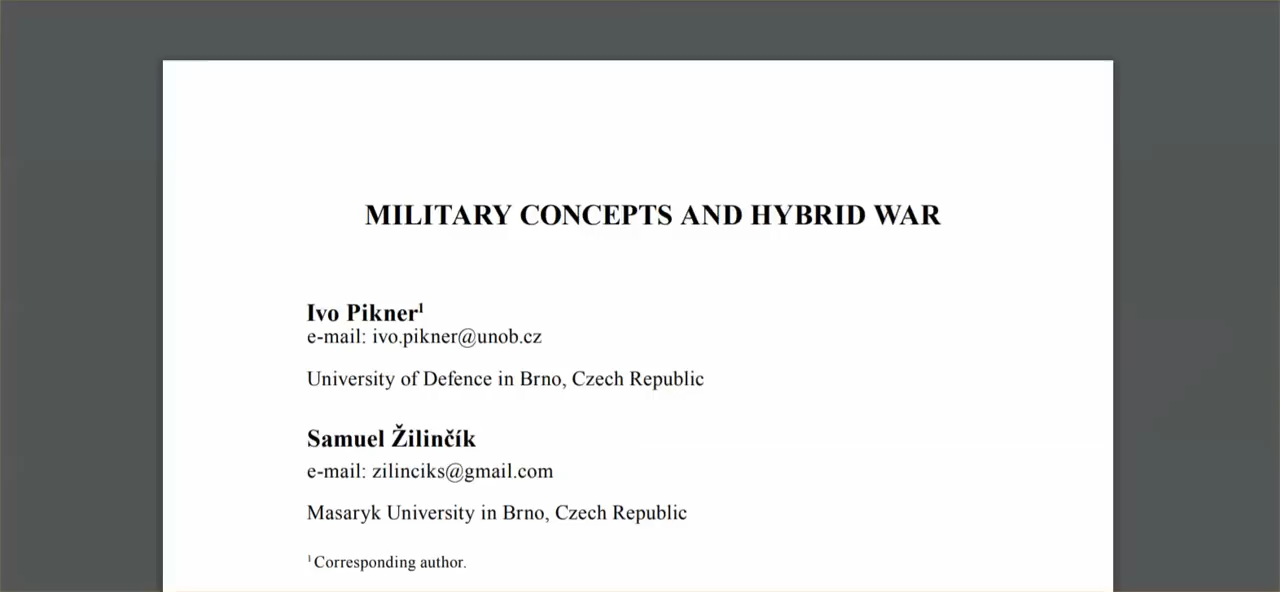 MILITARY CONCEPTS AND HYBRID WAR
Ivo Pikner¹
e-mail: ivo.pikner@unob.cz
University of Defence in Brno, Czech Republic
Samuel Žilinčík
e-mail: zilinciks@gmail.com
Masaryk University in Brno, Czech Republic
¹ Corresponding author.